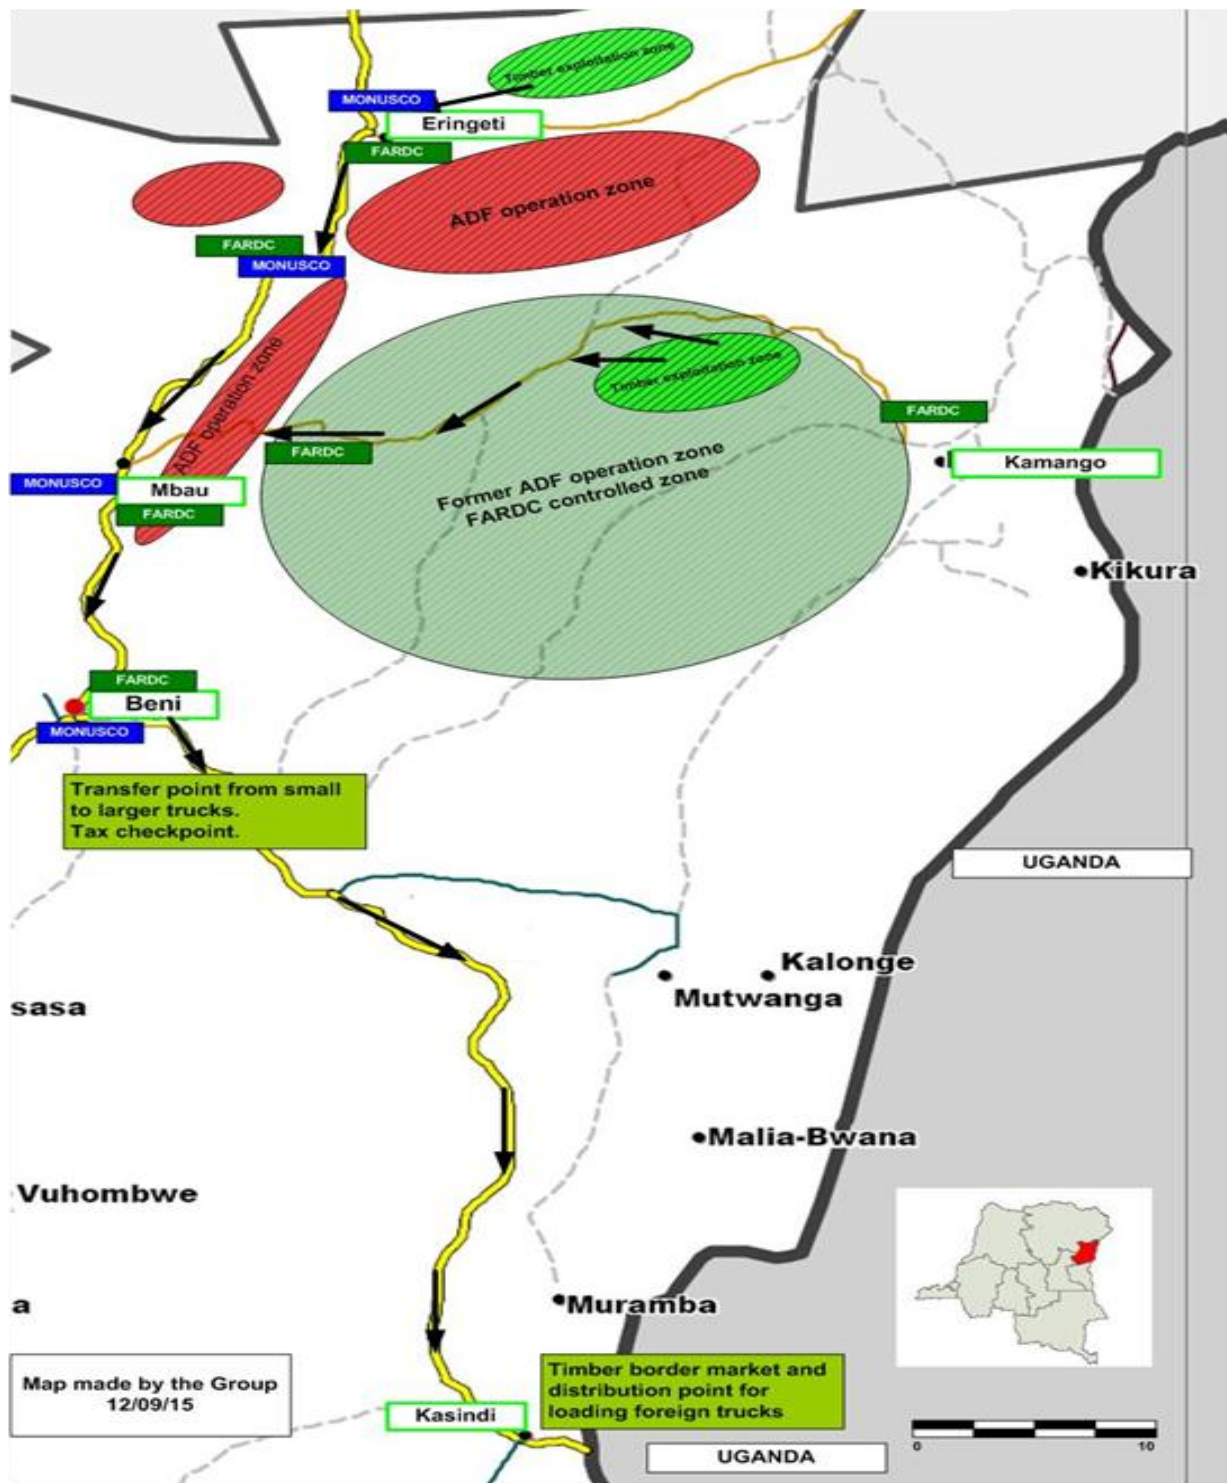 Timber exploitation zone
MONUSCO
Eringeti
FARDC
ADF operation zone
FARDC
MONUSCO
ADF operation zone
Timber exploitation zone
FARDC
FARDC
Former ADF operation zone
FARDC controlled zone
Kamango
MONUSCO
Mbau
FARDC
Kikura
FARDC
Beni
MONUSCO
Transfer point from small
to larger trucks.
Tax checkpoint.
UGANDA
Kalonge
Mutwanga
sasa
Malia-Bwana
Vuhombwe
a
Muramba
Map made by the Group
12/09/15
Timber border market and
distribution point for
loading foreign trucks
Kasindi
UGANDA
0 10